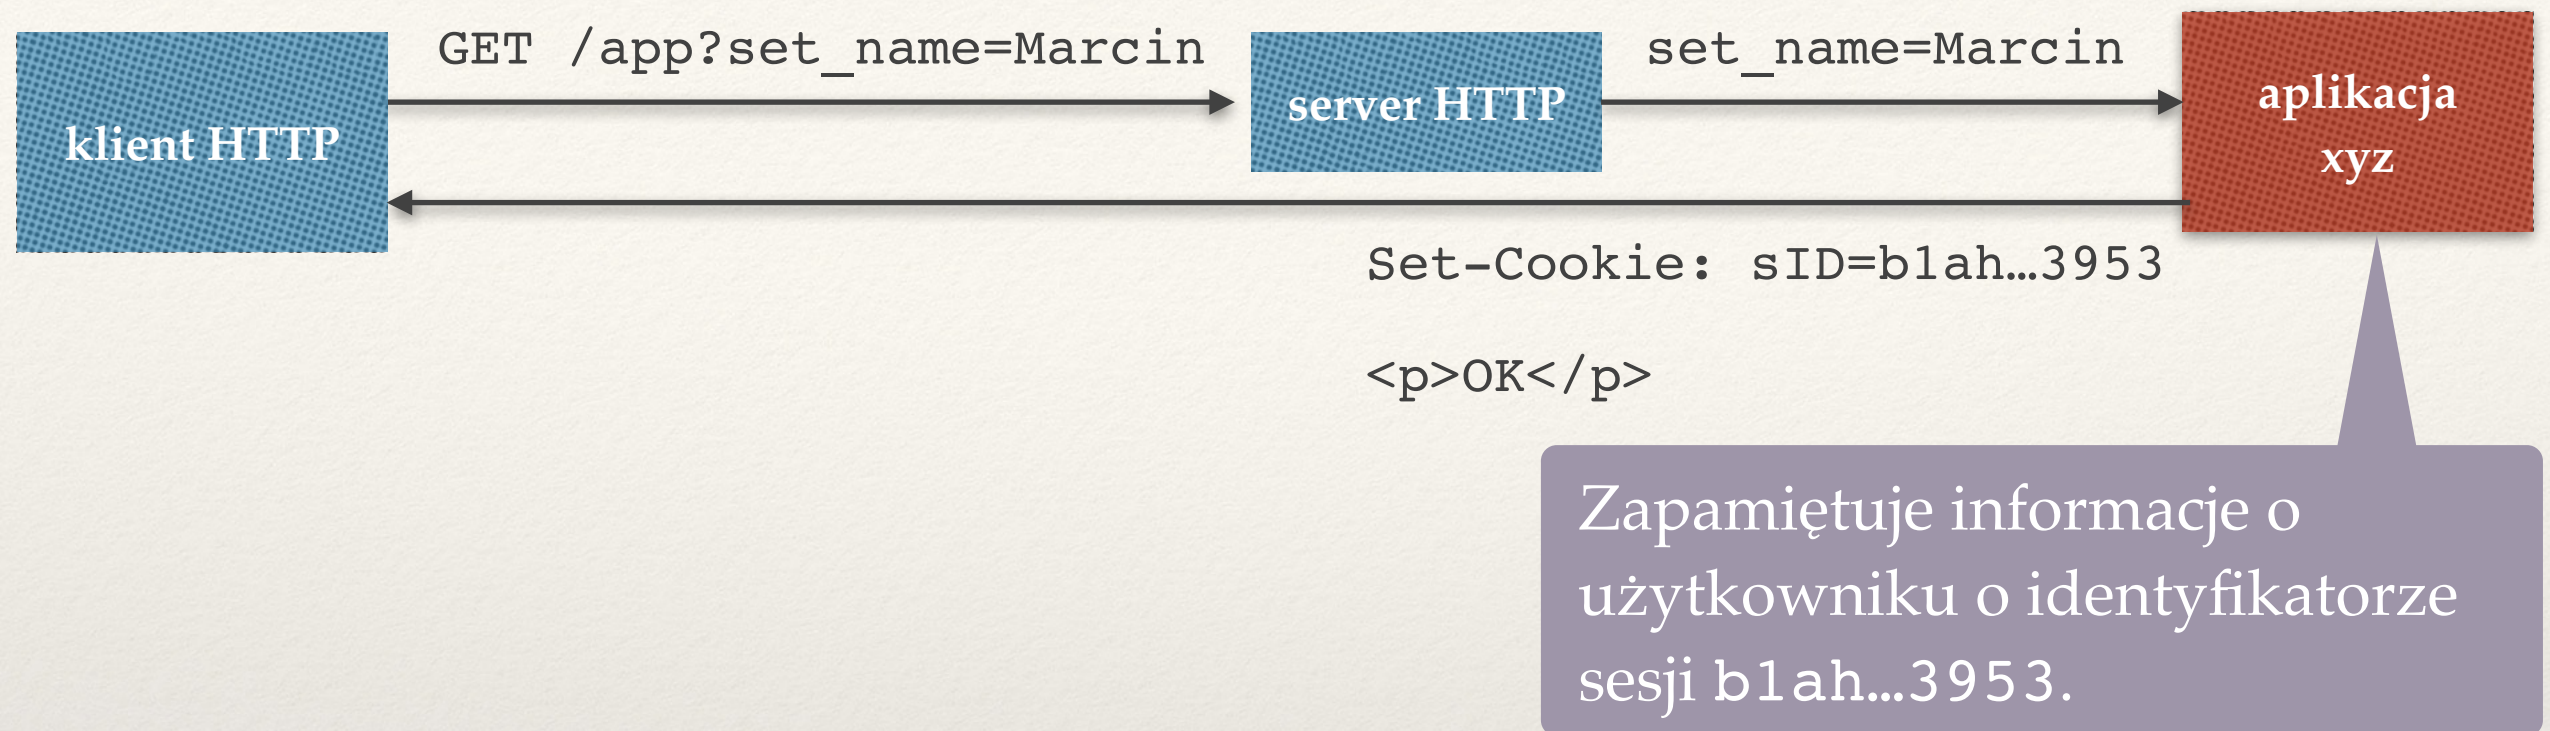 GET /app?set_name=Marcin
set_name=Marcin
klient HTTP
server HTTP
aplikacja
xyz
Set-Cookie: sID=b1ah…3953
<p>OK</p>
Zapamiętuje informacje o
użytkowniku o identyfikatorze
sesji b1ah…3953.